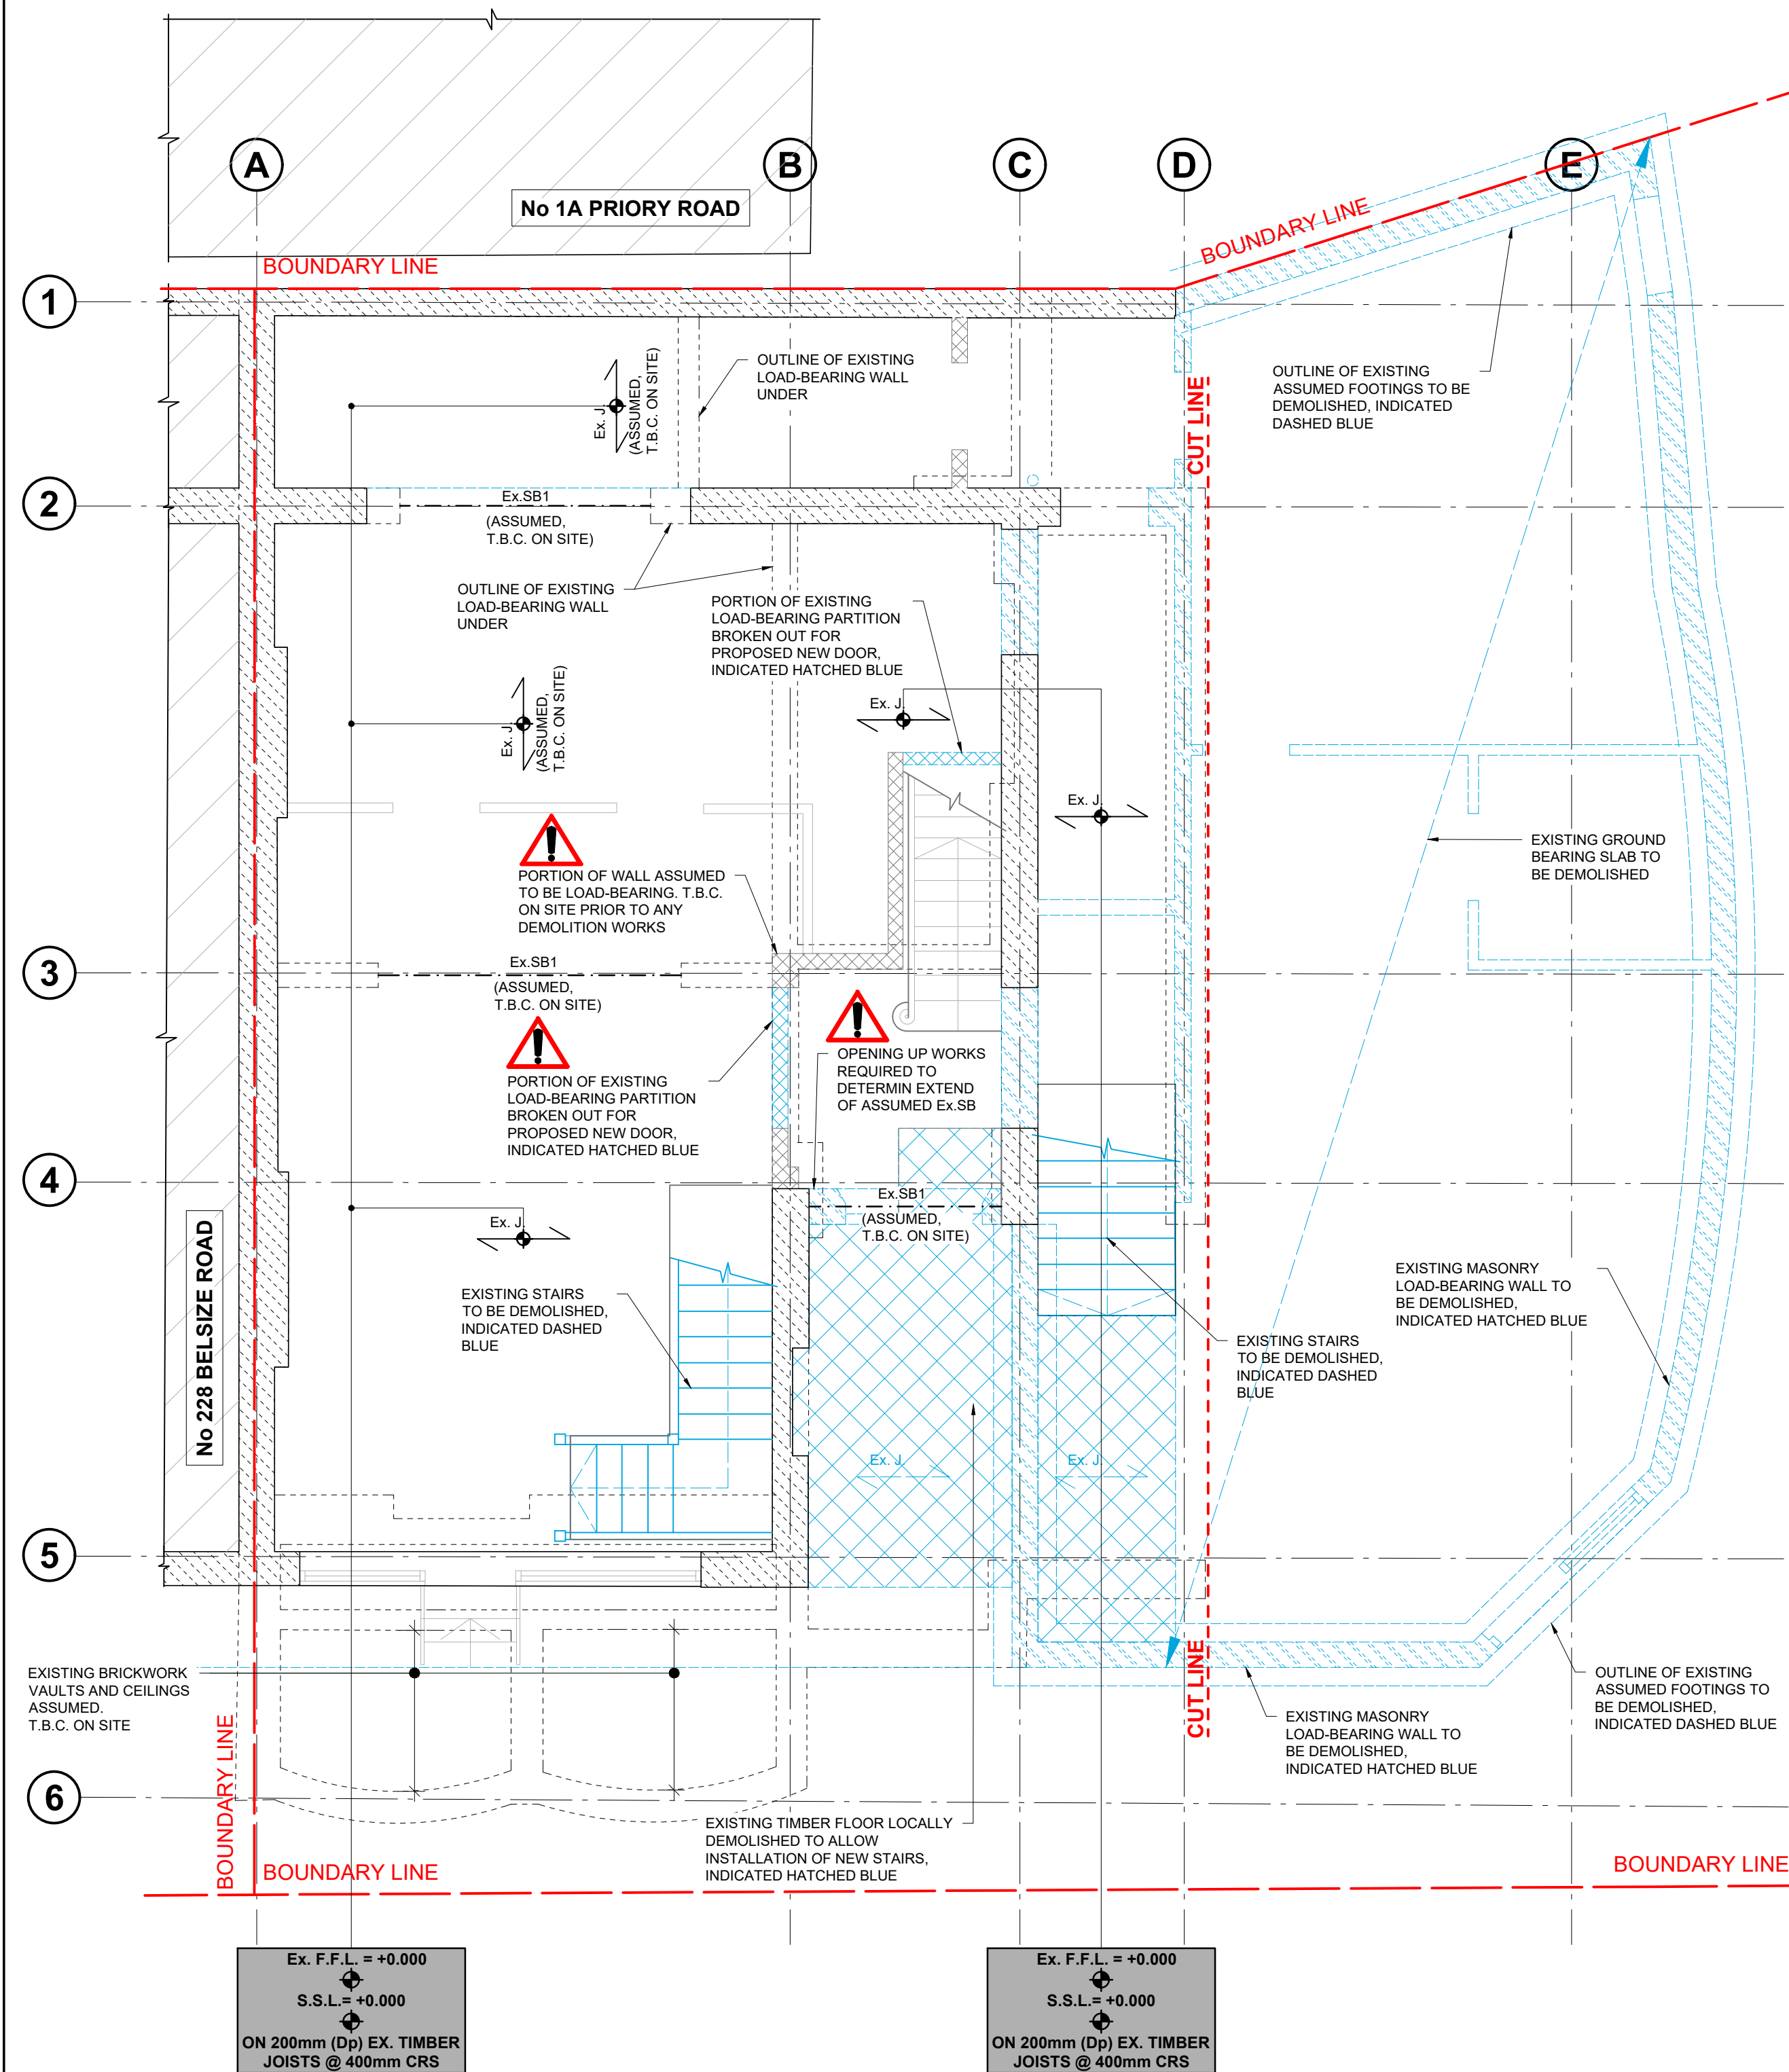 A
B
C
D
E
No 1A PRIORY ROAD
BOUNDARY LINE
BOUNDARY LINE
1
OUTLINE OF EXISTING
LOAD-BEARING WALL
UNDER
Ex. J.
(ASSUMED,
T.B.C. ON SITE)
CUT LINE
OUTLINE OF EXISTING
ASSUMED FOOTINGS TO BE
DEMOLISHED, INDICATED
DASHED BLUE
2
Ex.SB1
(ASSUMED,
T.B.C. ON SITE)
OUTLINE OF EXISTING
LOAD-BEARING WALL
UNDER
PORTION OF EXISTING
LOAD-BEARING PARTITION
BROKEN OUT FOR
PROPOSED NEW DOOR,
INDICATED HATCHED BLUE
Ex. J.
(ASSUMED,
T.B.C. ON SITE)
Ex. J.
Ex. J.
PORTION OF WALL ASSUMED
TO BE LOAD-BEARING. T.B.C.
ON SITE PRIOR TO ANY
DEMOLITION WORKS
EXISTING GROUND
BEARING SLAB TO
BE DEMOLISHED
3
Ex.SB1
(ASSUMED,
T.B.C. ON SITE)
PORTION OF EXISTING
LOAD-BEARING PARTITION
BROKEN OUT FOR
PROPOSED NEW DOOR,
INDICATED HATCHED BLUE
OPENING UP WORKS
REQUIRED TO
DETERMIN EXTEND
OF ASSUMED Ex.SB
4
Ex.SB1
(ASSUMED,
T.B.C. ON SITE)
Ex. J.
No 228 BELSIZE ROAD
EXISTING STAIRS
TO BE DEMOLISHED,
INDICATED DASHED
BLUE
EXISTING STAIRS
TO BE DEMOLISHED,
INDICATED DASHED
BLUE
EXISTING MASONRY
LOAD-BEARING WALL TO
BE DEMOLISHED,
INDICATED HATCHED BLUE
Ex. J.
Ex. J.
5
EXISTING BRICKWORK
VAULTS AND CEILINGS
ASSUMED.
T.B.C. ON SITE
CUT LINE
EXISTING MASONRY
LOAD-BEARING WALL TO
BE DEMOLISHED,
INDICATED HATCHED BLUE
OUTLINE OF EXISTING
ASSUMED FOOTINGS TO
BE DEMOLISHED,
INDICATED DASHED BLUE
6
BOUNDARY LINE
EXISTING TIMBER FLOOR LOCALLY
DEMOLISHED TO ALLOW
INSTALLATION OF NEW STAIRS,
INDICATED HATCHED BLUE
BOUNDARY LINE
BOUNDARY LINE
Ex. F.F.L. = +0.000
S.S.L.= +0.000
ON 200mm (Dp) EX. TIMBER
JOISTS @ 400mm CRS
Ex. F.F.L. = +0.000
S.S.L.= +0.000
ON 200mm (Dp) EX. TIMBER
JOISTS @ 400mm CRS